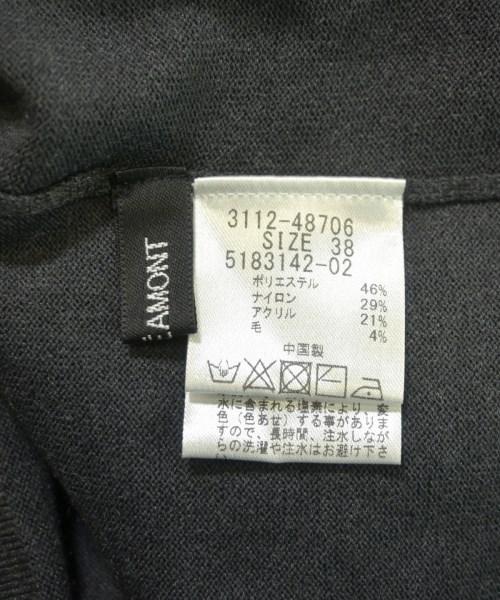 LAMONT
3112-48706
SIZE 38
5183142-02
ポリエステル 46%
ナイロン 29%
アクリル 21%
毛 4%
中国製
水に含まれる塩素により、変
色(色あせ)する事がありま
すので、長時間、注水しなが
らの洗濯や注水はお避け下さ
い